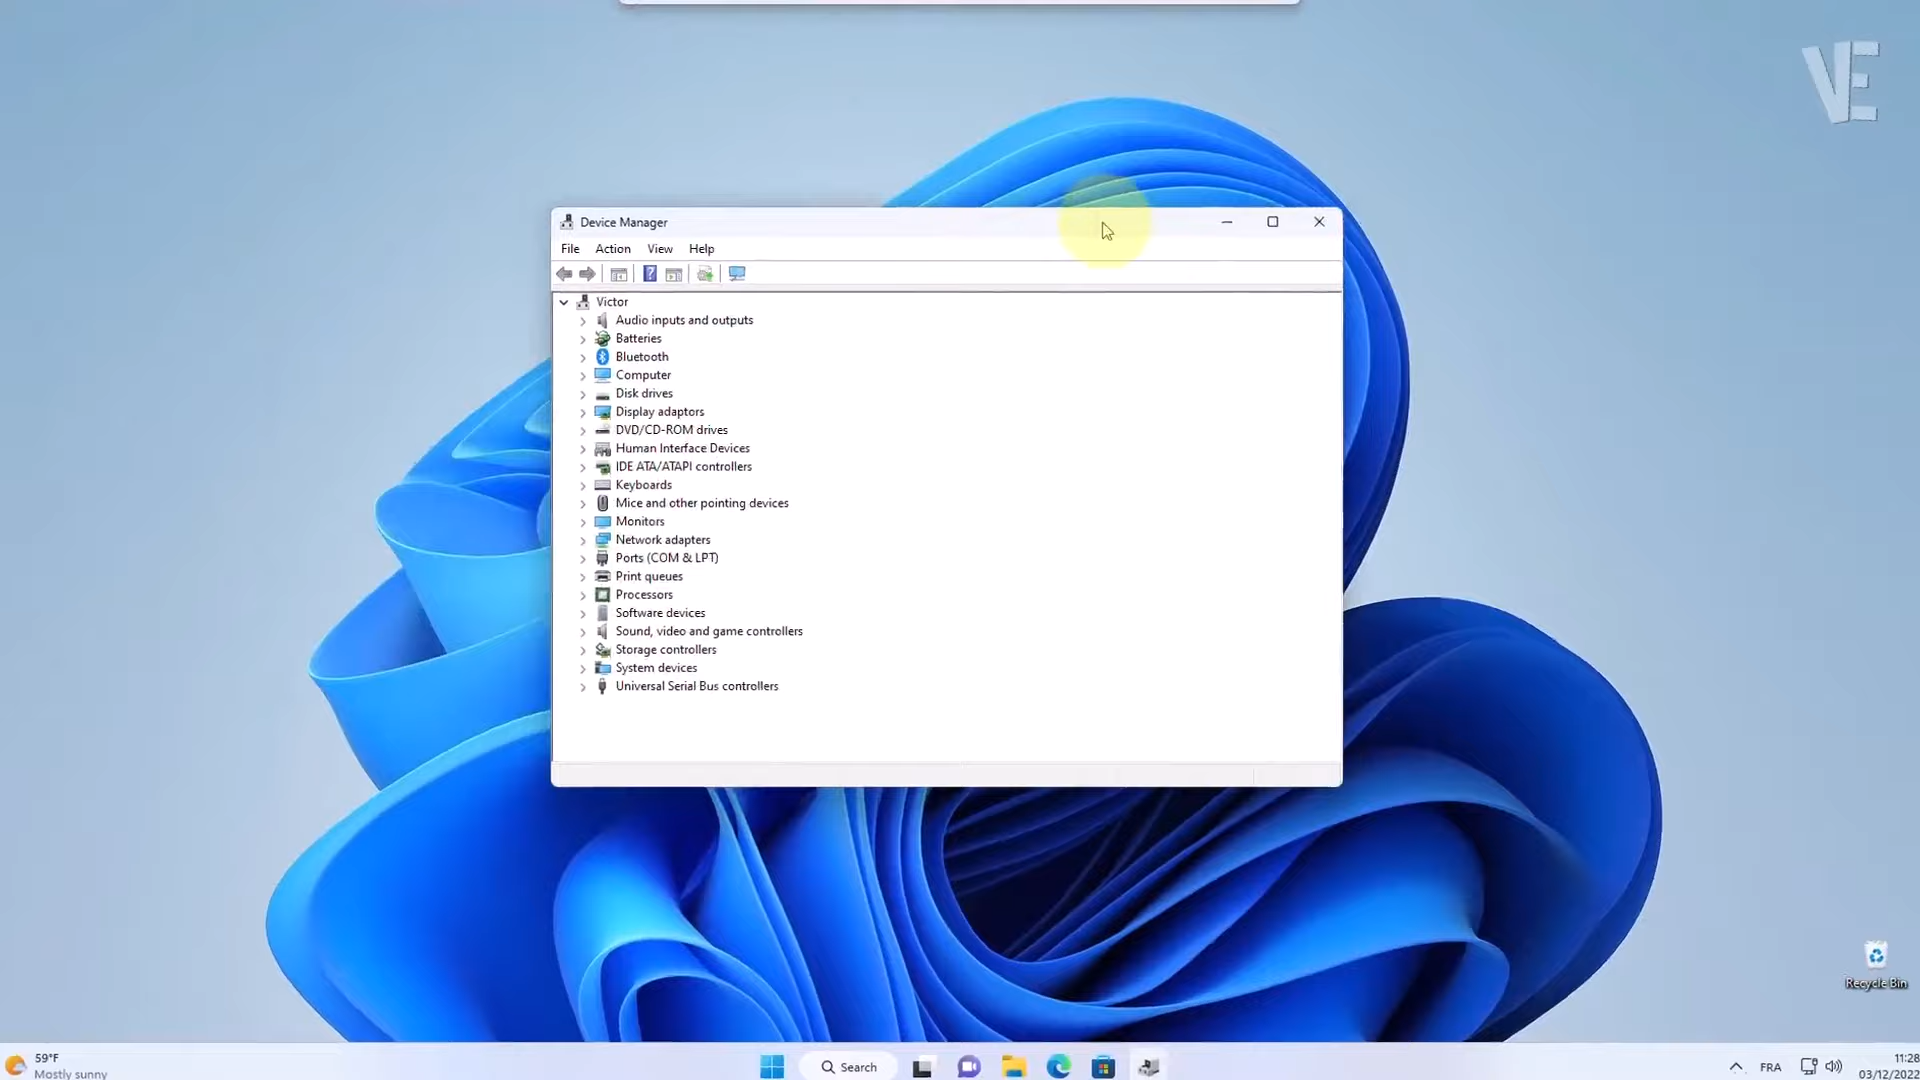 VE
Device Manager
File Action View Help
Victor
Audio inputs and outputs
Batteries
Bluetooth
Computer
Disk drives
Display adaptors
DVD/CD-ROM drives
Human Interface Devices
IDE ATA/ATAPI controllers
Keyboards
Mice and other pointing devices
Monitors
Network adapters
Ports (COM & LPT)
Print queues
Processors
Software devices
Sound, video and game controllers
Storage controllers
System devices
Universal Serial Bus controllers
Recycle Bin
59°F
Mostly sunny
Search
FRA
11:28
03/12/2022